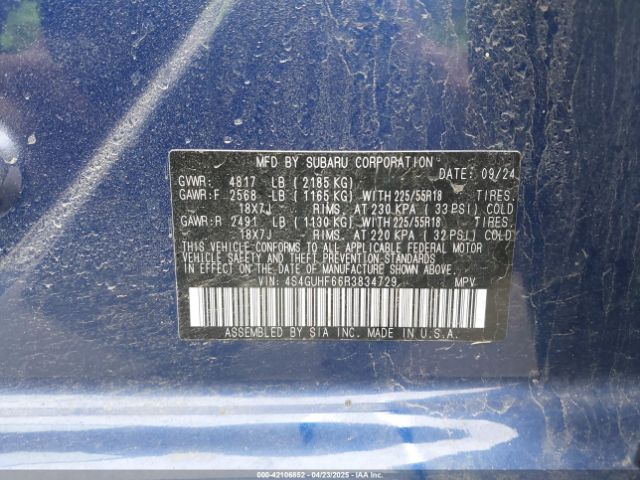 MFD BY SUBARU CORPORATION DATE: 09/24
GVWR: 4817 LB ( 2185 KG)
GAWR:F 2568 LB ( 1165 KG) WITH 225/55R18 TIRES.
18X7J RIMS. AT 230 KPA ( 33 PSI) COLD
GAWR:R 2491 LB ( 1130 KG) WITH 225/55R18 TIRES.
18X7J RIMS. AT 220 KPA ( 32 PSI) COLD
THIS VEHICLE CONFORMS TO ALL APPLICABLE FEDERAL MOTOR
VEHICLE SAFETY AND THEFT PREVENTION STANDARDS
IN EFFECT ON THE DATE OF MANUFACTURE SHOWN ABOVE.
VIN: 4S4GUHF66R3834729 MPV
ASSEMBLED BY SIA INC. MADE IN U.S.A.
000-42106852 - 04/23/2025 - IAAI.COM